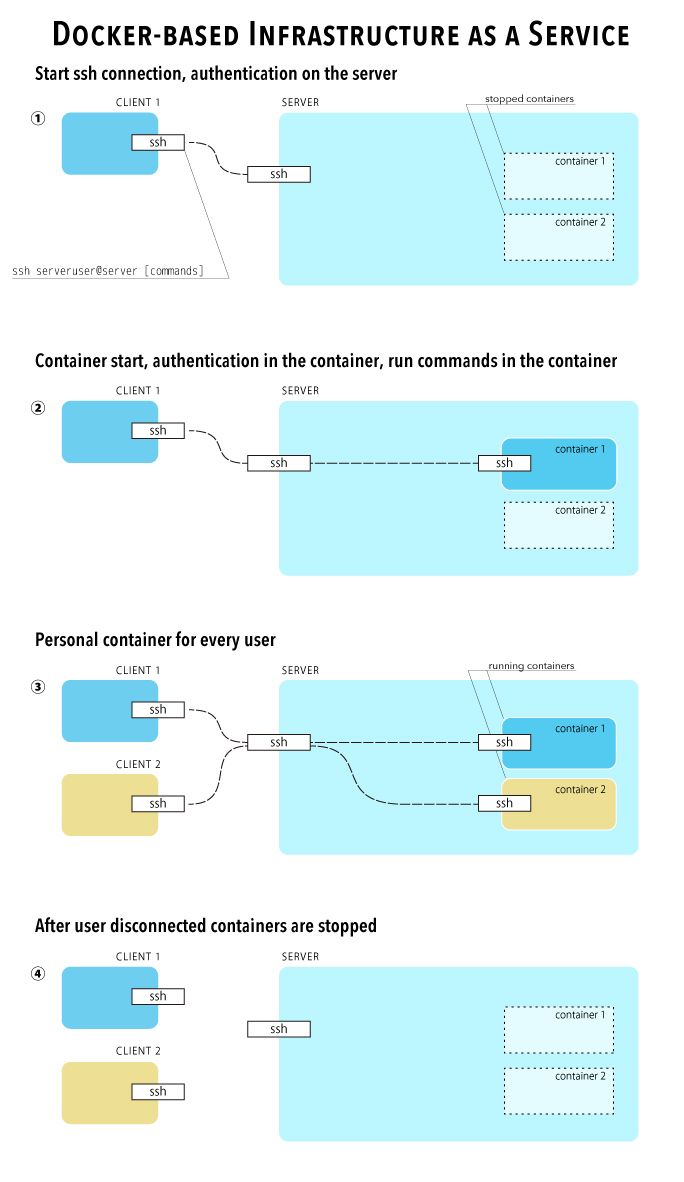 DOCKER-BASED INFRASTRUCTURE AS A SERVICE
Start ssh connection, authentication on the server
stopped containers
CLIENT 1
SERVER
1
ssh
ssh
container 1
container 2
ssh serveruser@server [commands]
Container start, authentication in the container, run commands in the container
CLIENT 1
SERVER
2
ssh
ssh
ssh
container 1
container 2
Personal container for every user
CLIENT 1
SERVER
running containers
3
ssh
ssh
ssh
container 1
CLIENT 2
ssh
ssh
container 2
After user disconnected containers are stopped
CLIENT 1
SERVER
4
ssh
ssh
container 1
CLIENT 2
ssh
container 2